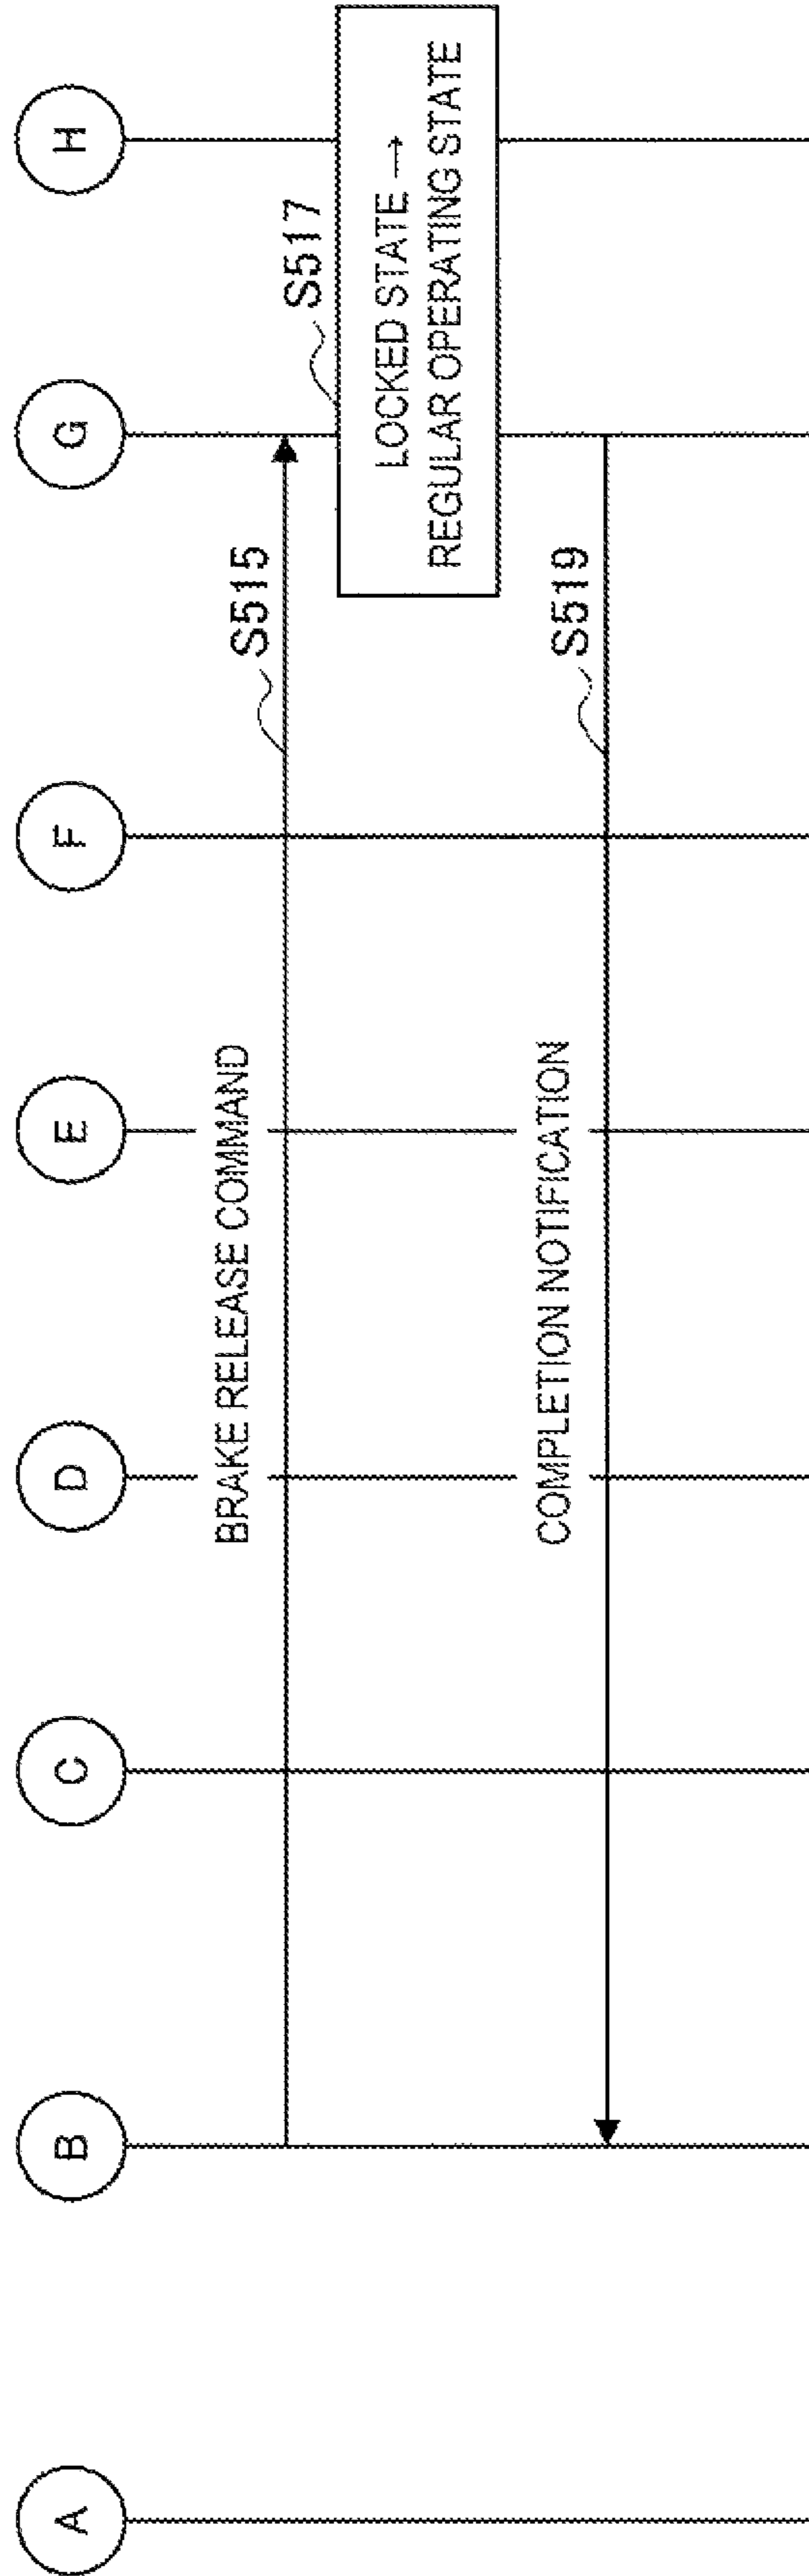 A
B
C
D
E
F
G
H
BRAKE RELEASE COMMAND
S515
S517
LOCKED STATE →
REGULAR OPERATING STATE
COMPLETION NOTIFICATION
S519